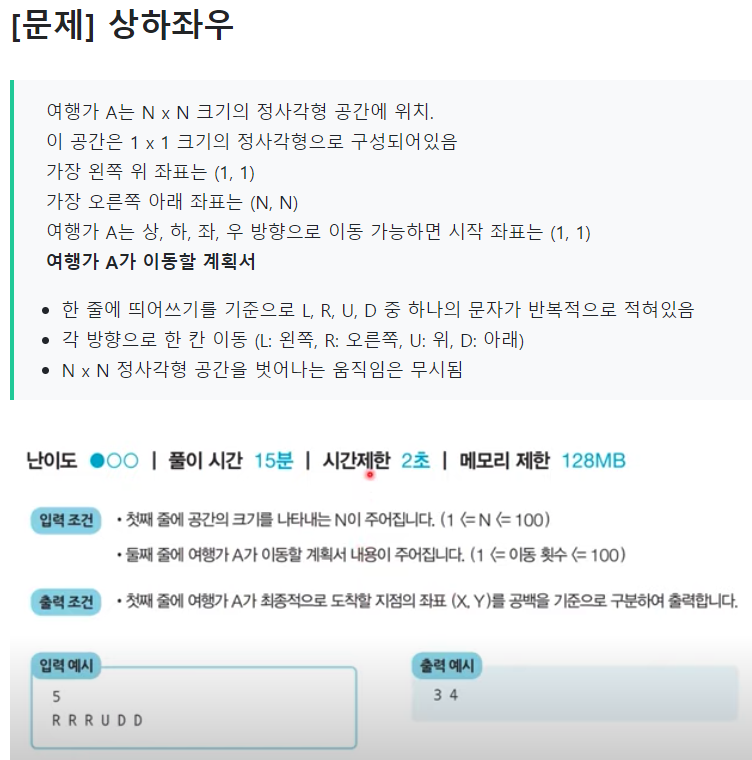 [문제] 상하좌우
여행가 A는 N x N 크기의 정사각형 공간에 위치.
이 공간은 1 x 1 크기의 정사각형으로 구성되어있음
가장 왼쪽 위 좌표는 (1, 1)
가장 오른쪽 아래 좌표는 (N, N)
여행가 A는 상, 하, 좌, 우 방향으로 이동 가능하면 시작 좌표는 (1, 1)
여행가 A가 이동할 계획서
• 한 줄에 띄어쓰기를 기준으로 L, R, U, D 중 하나의 문자가 반복적으로 적혀있음
• 각 방향으로 한 칸 이동 (L: 왼쪽, R: 오른쪽, U: 위, D: 아래)
• N x N 정사각형 공간을 벗어나는 움직임은 무시됨
난이도 ●○○ | 풀이 시간 15분 | 시간제한 2초 | 메모리 제한 128MB
입력 조건 • 첫째 줄에 공간의 크기를 나타내는 N이 주어집니다. (1 <= N <= 100)
• 둘째 줄에 여행가 A가 이동할 계획서 내용이 주어집니다. (1 <= 이동 횟수 <= 100)
출력 조건 • 첫째 줄에 여행가 A가 최종적으로 도착할 지점의 좌표 (X, Y)를 공백을 기준으로 구분하여 출력합니다.
입력 예시
5
R R R U D D
출력 예시
3 4